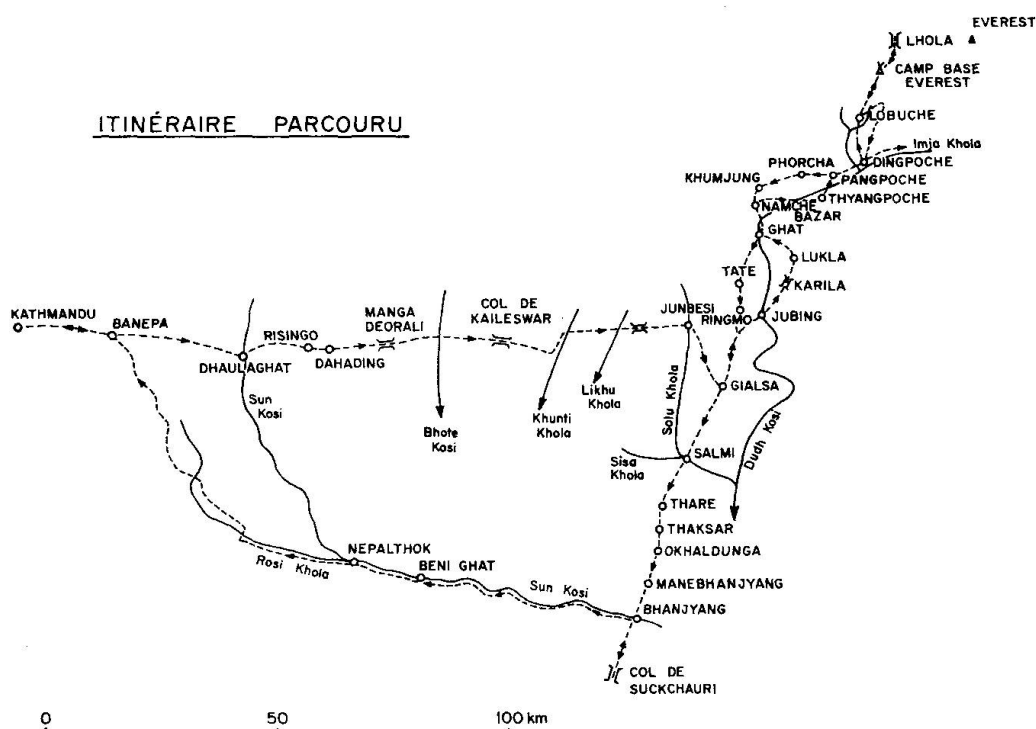 EVEREST
LHOLA
CAMP BASE
EVEREST
ITINÉRAIRE PARCOURU
LOBUCHE
Imja Khola
DINGPOCHE
PHORCHA
PANGPOCHE
KHUMJUNG
THYANGPOCHE
NAMCHE
BAZAR
GHAT
LUKLA
TATE
KARILA
KATHMANDU
BANEPA
RISINGO
MANGA
DEORALI
COL DE
KAILESWAR
JUNBESI
RINGMO
JUBING
DHAULAGHAT
DAHADING
Sun
Kosi
Bhote
Kosi
Khunti
Khola
Likhu
Khola
Solu Khola
GIALSA
Dudh Kosi
Sisa
Khola
SALMI
THARE
THAKSAR
OKHALDUNGA
NEPALTHOK
Rosi Khola
BENI GHAT
Sun Kosi
MANEBHANJYANG
BHANJYANG
COL DE
SUCKCHAURI
0 50 100 km